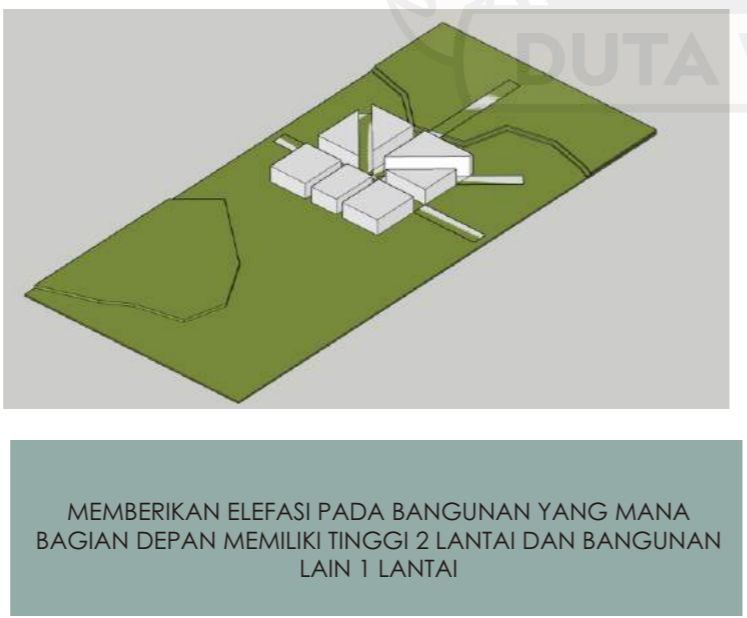 DUTA
MEMBERIKAN ELEFASI PADA BANGUNAN YANG MANA
BAGIAN DEPAN MEMILIKI TINGGI 2 LANTAI DAN BANGUNAN
LAIN 1 LANTAI